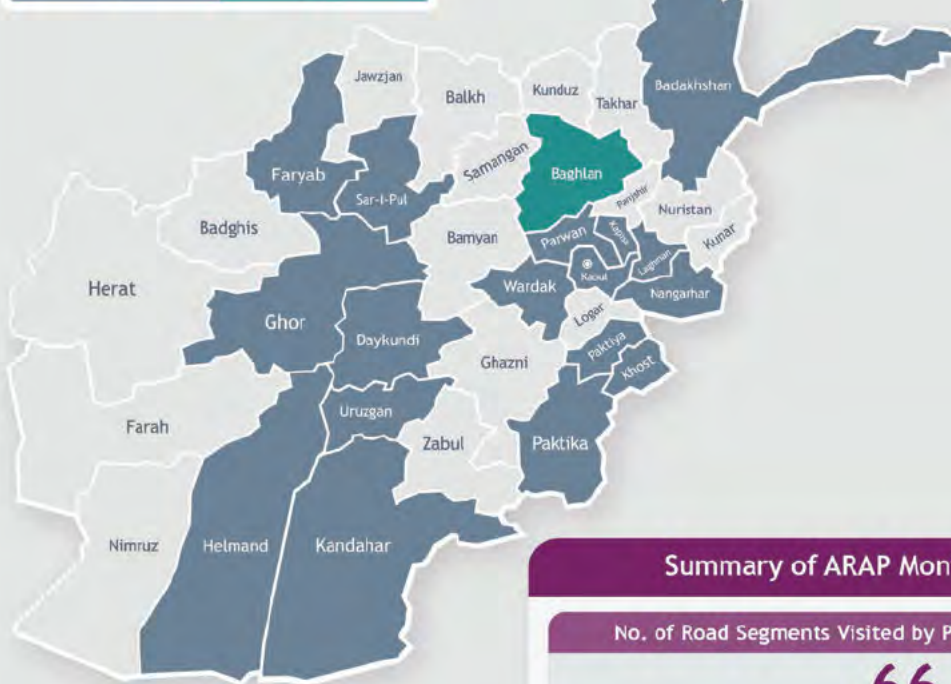 Jawzjan
Balkh
Kunduz
Takhar
Badakhshan
Faryab
Sar-i-Pul
Samangan
Baghlan
Panjshir
Nuristan
Kunar
Badghis
Bamyan
Parwan
Kapisa
Laghman
Kabul
Nangarhar
Herat
Ghor
Wardak
Logar
Daykundi
Ghazni
Paktiya
Khost
Farah
Uruzgan
Zabul
Paktika
Nimruz
Helmand
Kandahar
Summary of ARAP Mon
No. of Road Segments Visited by P